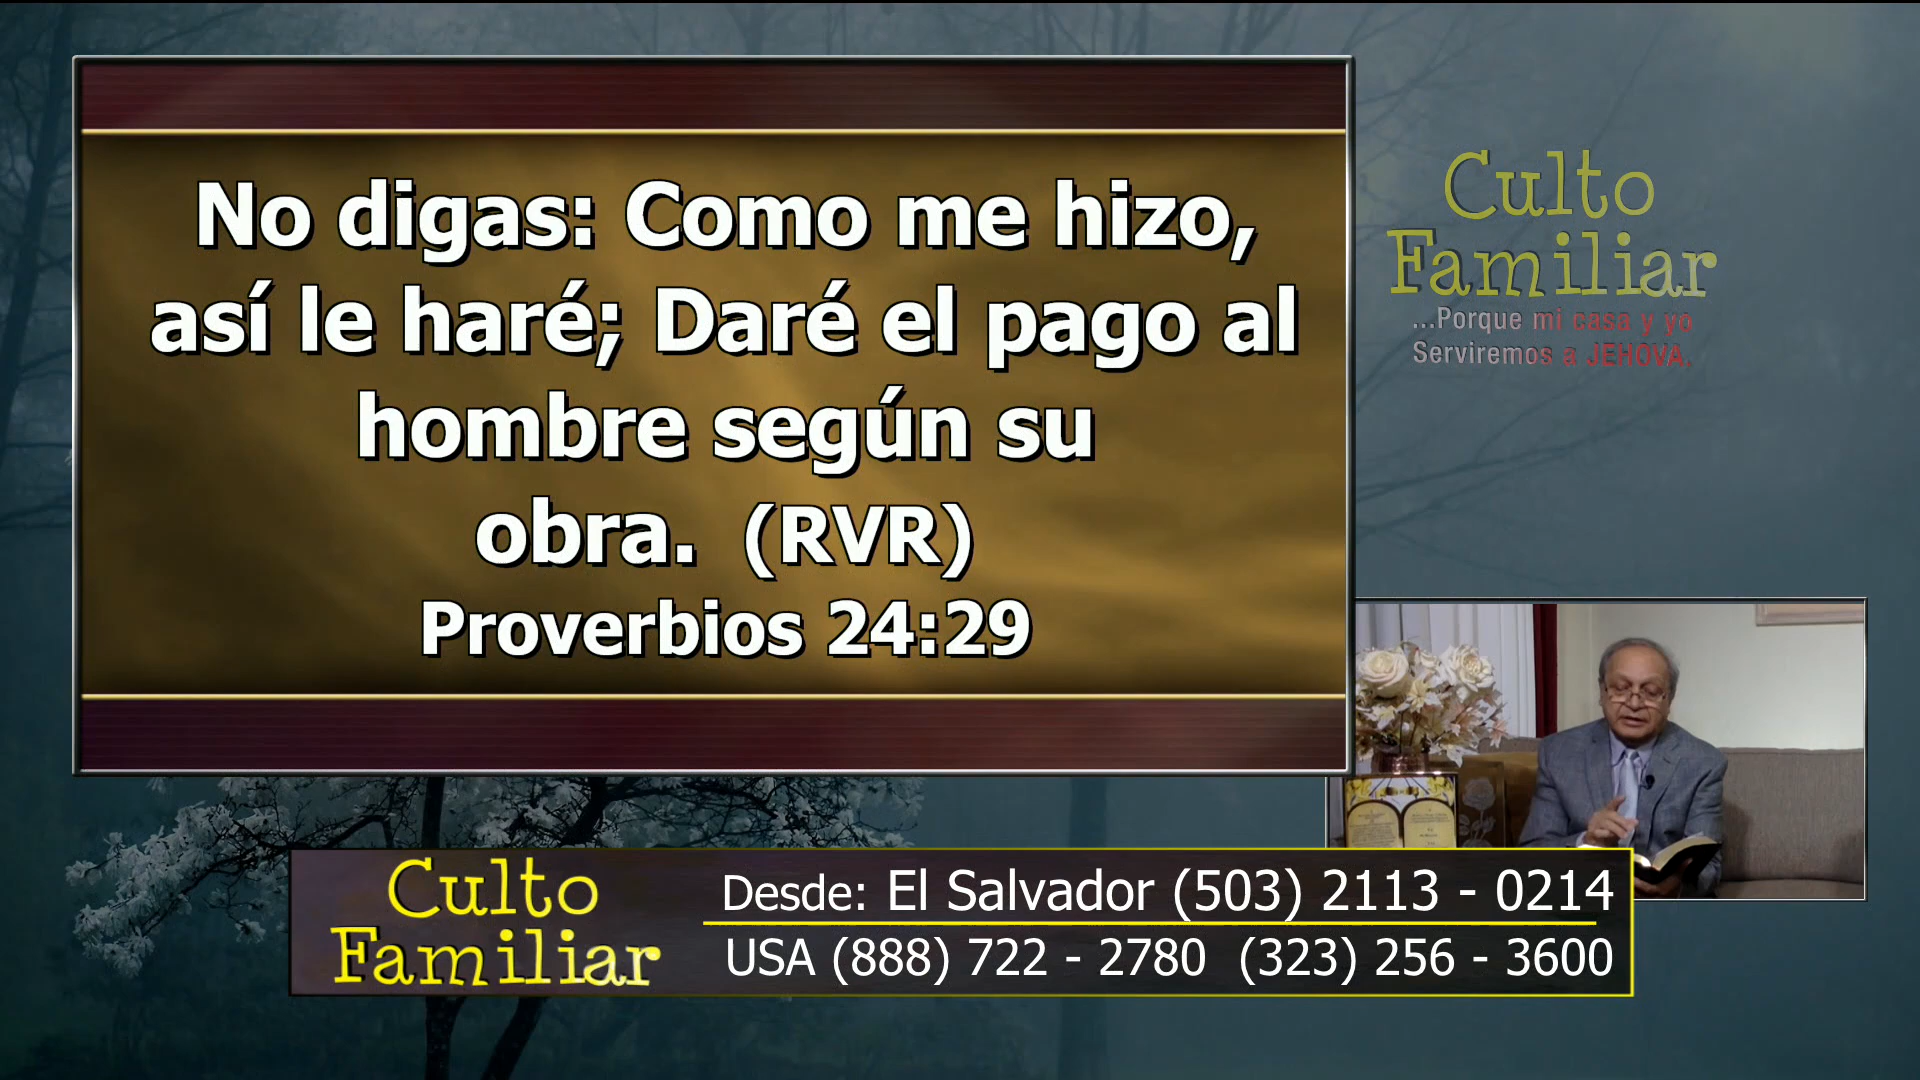 No digas: Como me hizo,
así le haré; Daré el pago al
hombre según su
obra. (RVR)
Proverbios 24:29
Culto
Familiar
...Porque mi casa y yo
Serviremos a JEHOVA.
Culto
Familiar
Desde: El Salvador (503) 2113 - 0214
USA (888) 722 - 2780 (323) 256 - 3600